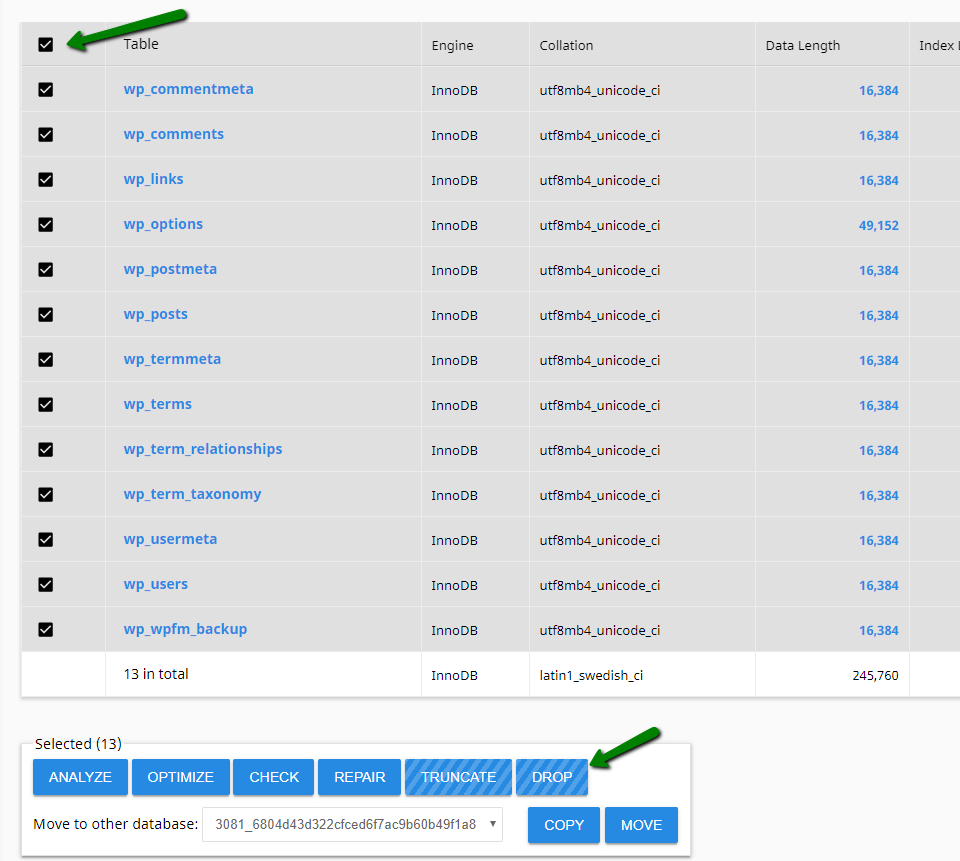 Table Engine Collation Data Length Index
wp_commentmeta InnoDB utf8mb4_unicode_ci 16,384
wp_comments InnoDB utf8mb4_unicode_ci 16,384
wp_links InnoDB utf8mb4_unicode_ci 16,384
wp_options InnoDB utf8mb4_unicode_ci 49,152
wp_postmeta InnoDB utf8mb4_unicode_ci 16,384
wp_posts InnoDB utf8mb4_unicode_ci 16,384
wp_termmeta InnoDB utf8mb4_unicode_ci 16,384
wp_terms InnoDB utf8mb4_unicode_ci 16,384
wp_term_relationships InnoDB utf8mb4_unicode_ci 16,384
wp_term_taxonomy InnoDB utf8mb4_unicode_ci 16,384
wp_usermeta InnoDB utf8mb4_unicode_ci 16,384
wp_users InnoDB utf8mb4_unicode_ci 16,384
wp_wpfm_backup InnoDB utf8mb4_unicode_ci 16,384
13 in total InnoDB latin1_swedish_ci 245,760
Selected (13)
ANALYZE OPTIMIZE CHECK REPAIR TRUNCATE DROP
Move to other database: 3081_6804d43d322cfced6f7ac9b60b49f1a8 COPY MOVE